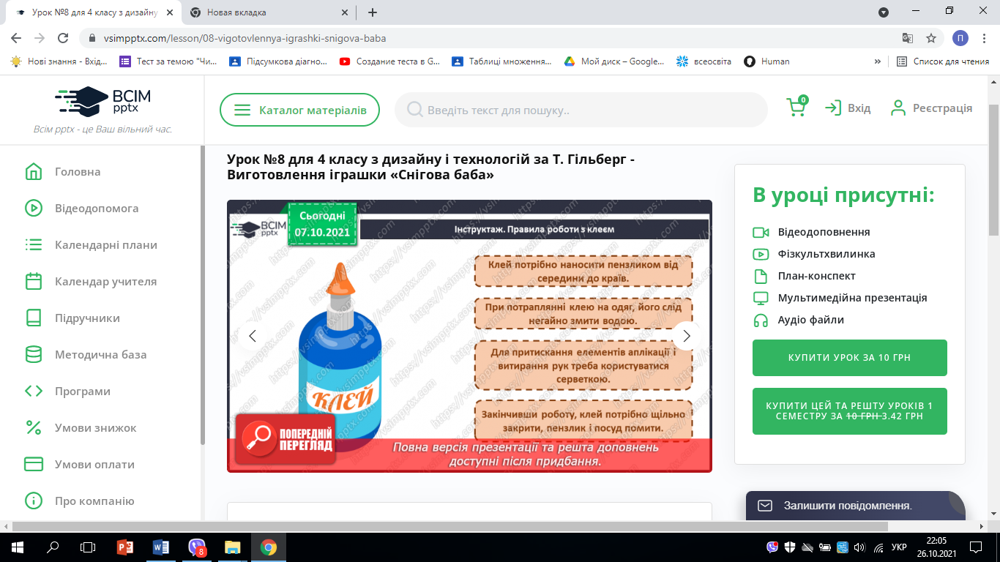 Урок №8 для 4 класу з дизайну
Новая вкладка
vsimpptx.com/lesson/08-vigotovlennya-igrashki-snigova-baba
П
Нові знання - Вхід...
Тест за темою "Чи...
Підсумкова діагно...
Создание теста в G...
Таблиці множення...
Мой диск – Google...
всеосвіта
Human
»
Список для чтения
ВСІМ
pptx
Всім pptx - це Ваш вільний час.
Каталог матеріалів
Введіть текст для пошуку..
0
Вхід
Реєстрація
Головна
Відеодопомога
Календарні плани
Календар учителя
Підручники
Методична база
Програми
Умови знижок
Умови оплати
Про компанію
Урок №8 для 4 класу з дизайну і технологій за Т. Гільберг -
Виготовлення іграшки «Снігова баба»
ВСІМ
pptx
Сьогодні
07.10.2021
Інструктаж. Правила роботи з клеєм
Клей потрібно наносити пензликом від
середини до країв.
При потраплянні клею на одяг, його слід
негайно змити водою.
Для притискання елементів аплікації і
витирання рук треба користуватися
серветкою.
Закінчивши роботу, клей потрібно щільно
закрити, пензлик і посуд помити.
КЛЕЙ
https://vsimpptx.com
ПОПЕРЕДНІЙ
ПЕРЕГЛЯД
Повна версія презентації та решта доповнень
доступні після придбання.
В уроці присутні:
Відеодоповнення
Фізкультхвилинка
План-конспект
Мультимедійна презентація
Аудіо файли
КУПИТИ УРОК ЗА 10 ГРН
КУПИТИ ЦЕЙ ТА РЕШТУ УРОКІВ 1
СЕМЕСТРУ ЗА 10 ГРН 3.42 ГРН
Залишити повідомлення.
8
УКР
22:05
26.10.2021